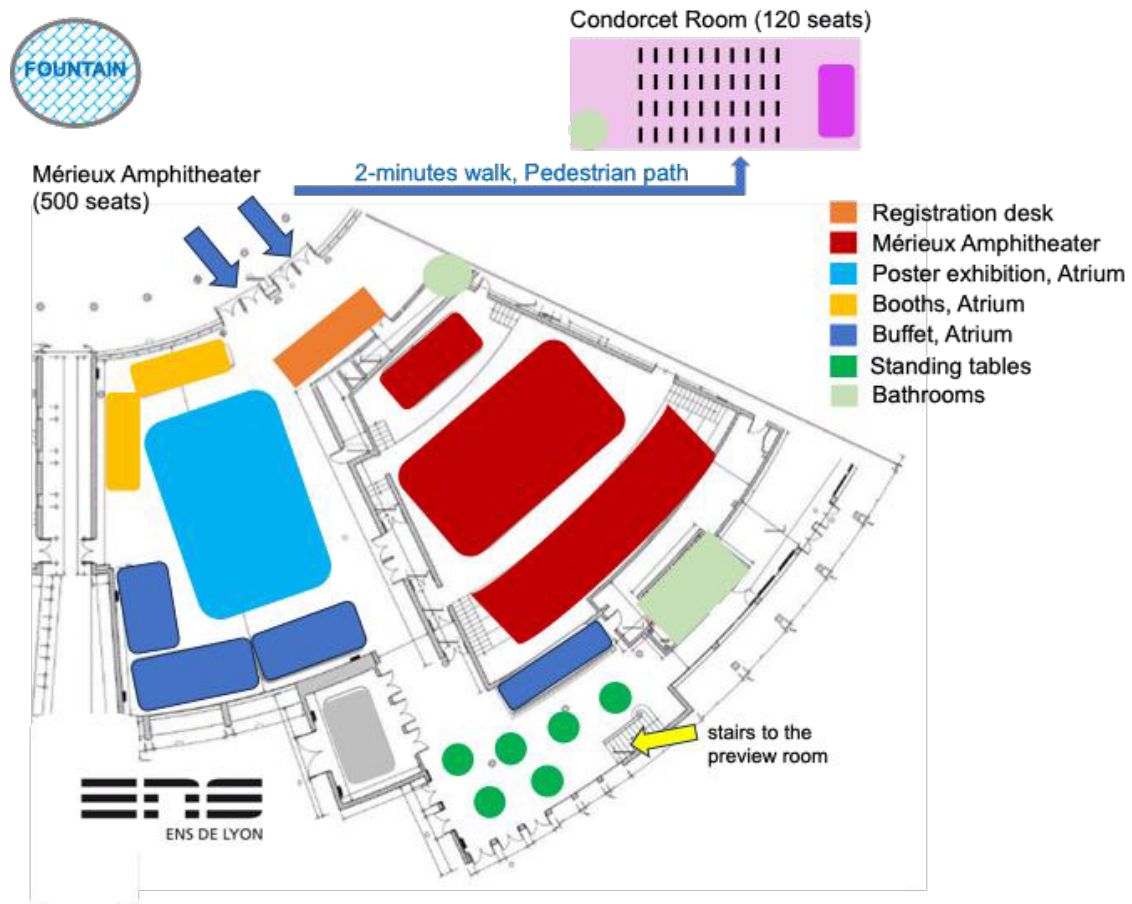 Condorcet Room (120 seats)
FOUNTAIN
Mérieux Amphitheater
(500 seats)
2-minutes walk, Pedestrian path
Registration desk
Mérieux Amphitheater
Poster exhibition, Atrium
Booths, Atrium
Buffet, Atrium
Standing tables
Bathrooms
stairs to the
preview room
ENS
ENS DE LYON